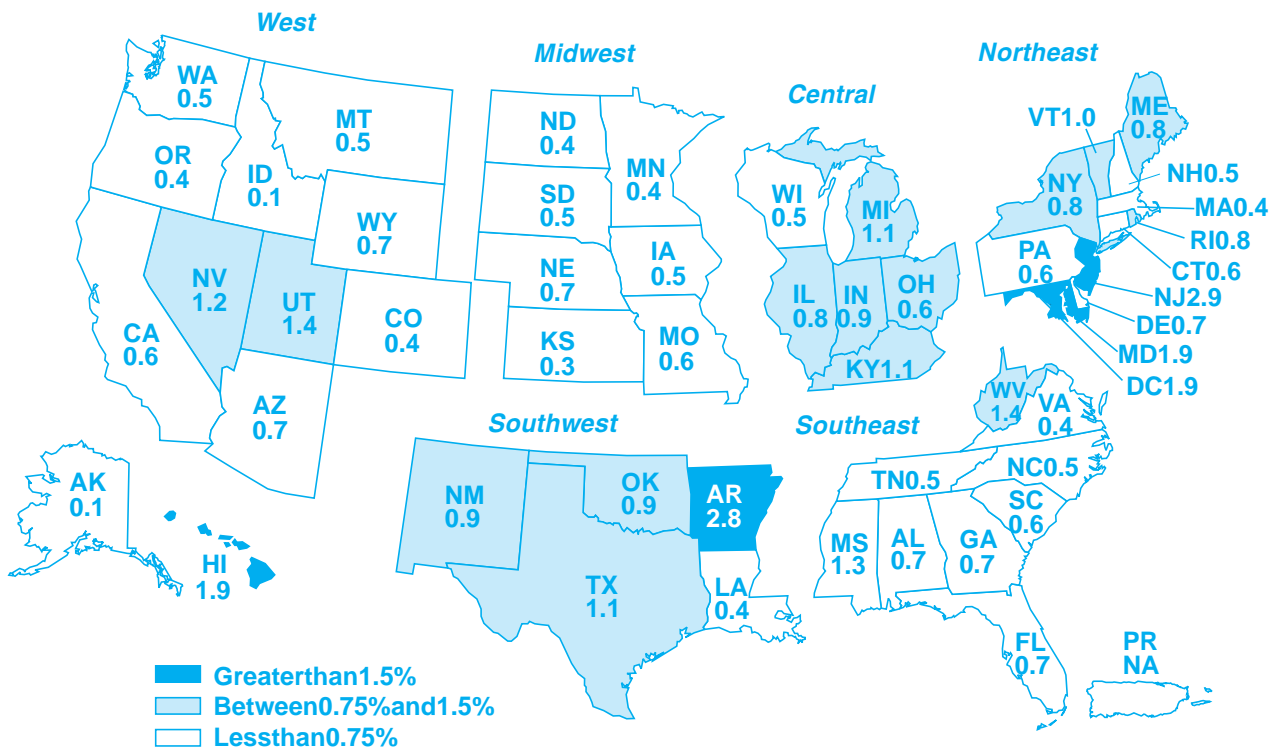 West
Midwest
Northeast
Central
WA
0.5
MT
0.5
OR
0.4
ID
0.1
WY
0.7
NV
1.2
UT
1.4
CO
0.4
CA
0.6
AZ
0.7
AK
0.1
HI
1.9
ND
0.4
SD
0.5
NE
0.7
KS
0.3
MN
0.4
IA
0.5
MO
0.6
WI
0.5
MI
1.1
IL
0.8
IN
0.9
OH
0.6
KY1.1
VT1.0
ME
0.8
NY
0.8
NH0.5
MA0.4
RI0.8
CT0.6
PA
0.6
NJ2.9
DE0.7
MD1.9
DC1.9
Southwest
NM
0.9
OK
0.9
AR
2.8
TX
1.1
LA
0.4
Southeast
WV
1.4
VA
0.4
TN0.5
NC0.5
SC
0.6
MS
1.3
AL
0.7
GA
0.7
FL
0.7
PR
NA
Greaterthan1.5%
Between0.75%and1.5%
Lessthan0.75%